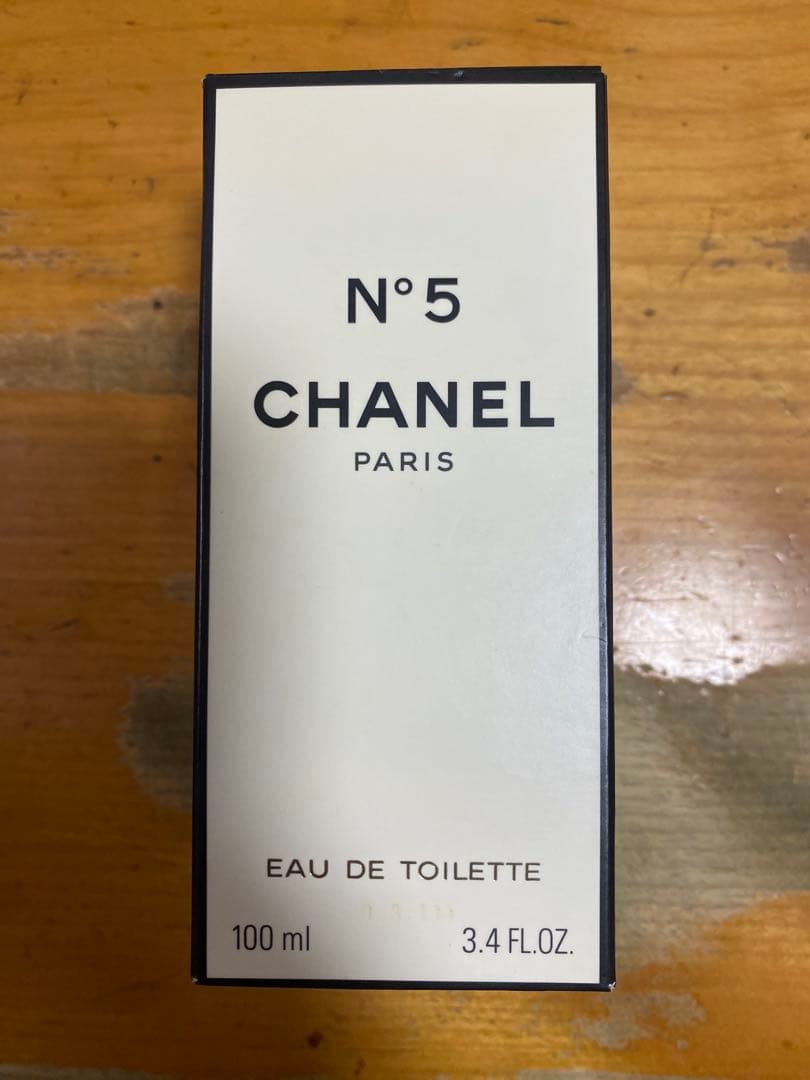 N° 5
CHANEL
PARIS
EAU DE TOILETTE
100 ml 3.4 FL.OZ.